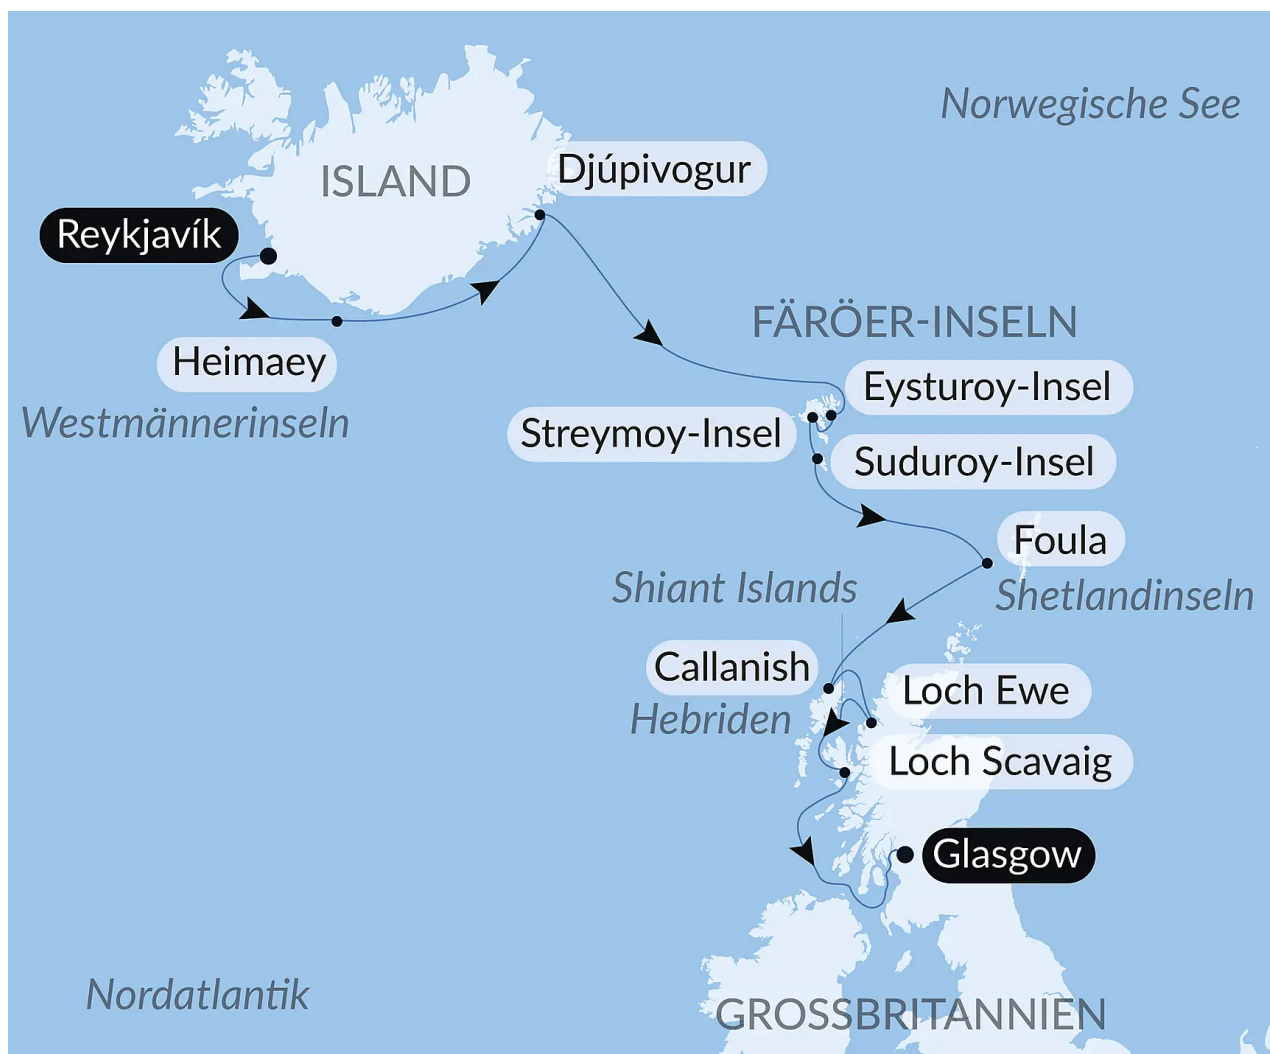 Norwegische See
Djúpivogur
ISLAND
Reykjavík
FÄRÖER-INSELN
Heimaey
Eysturoy-Insel
Westmännerinseln
Streymoy-Insel
Suduroy-Insel
Foula
Shiant Islands
Shetlandinseln
Callanish
Loch Ewe
Hebriden
Loch Scavaig
Glasgow
Nordatlantik
GROSSBRITANNIEN